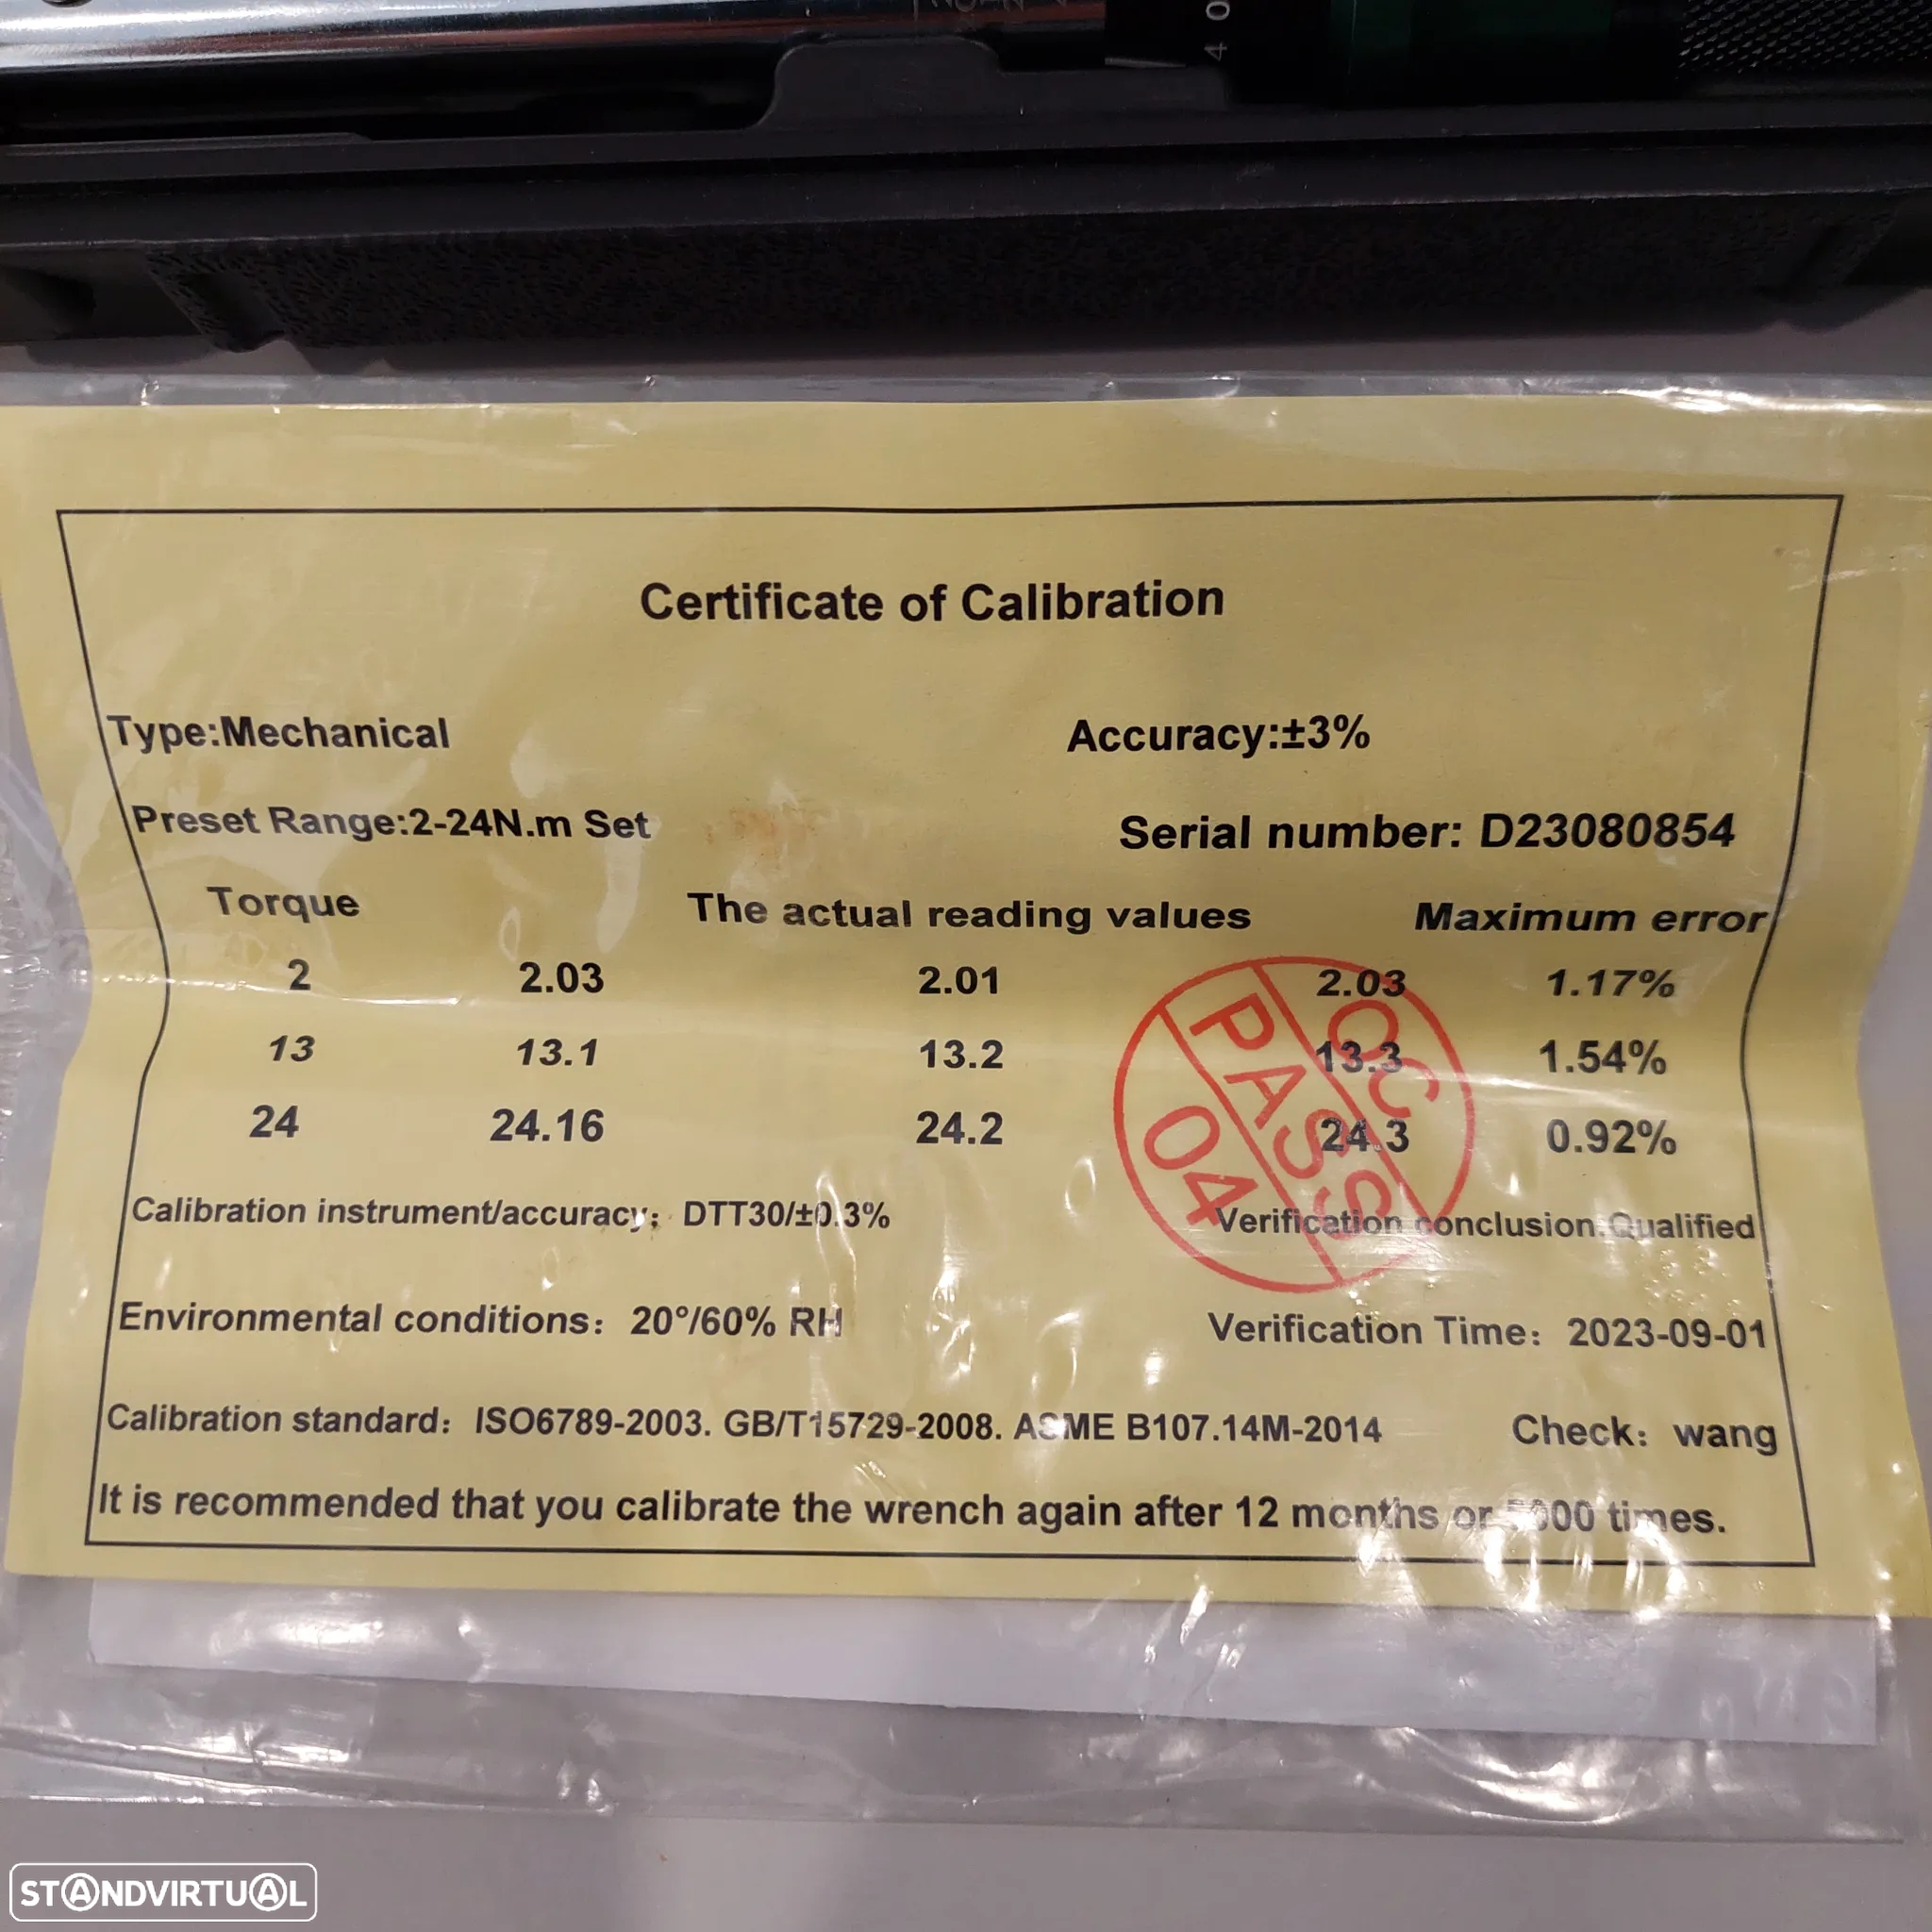 4 0
Certificate of Calibration
Type:Mechanical Accuracy:±3%
Preset Range:2-24N.m Set Serial number: D23080854
Torque The actual reading values Maximum error
2 2.03 2.01 2.03 1.17%
13 13.1 13.2 13.3 1.54%
24 24.16 24.2 24.3 0.92%
QC
PASS
04
Calibration instrument/accuracy: DTT30/±0.3% Verification conclusion:Qualified
Environmental conditions: 20°/60% RH Verification Time: 2023-09-01
Calibration standard: ISO6789-2003. GB/T15729-2008. ASME B107.14M-2014 Check: wang
It is recommended that you calibrate the wrench again after 12 months or times.
STANDVIRTUAL